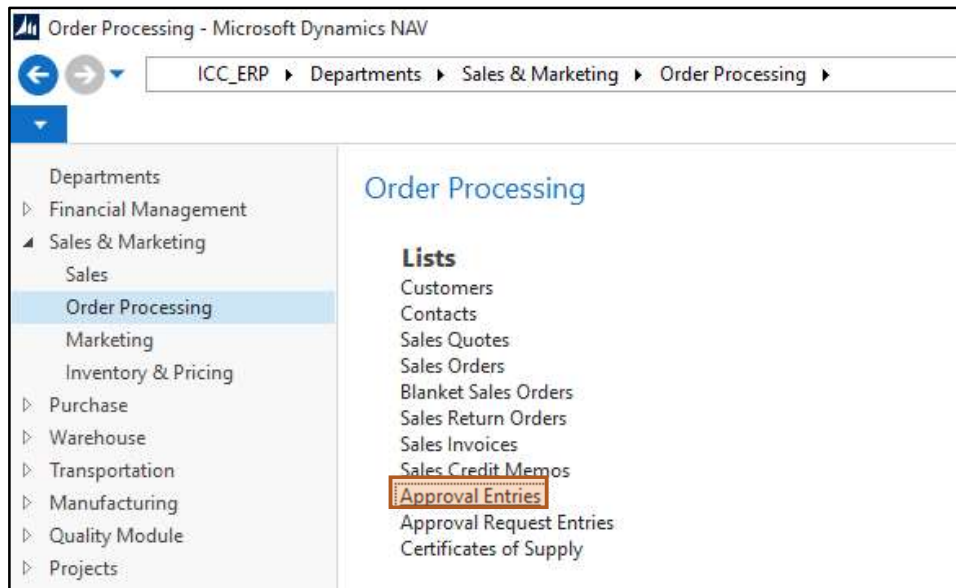 Order Processing - Microsoft Dynamics NAV
ICC_ERP Departments Sales & Marketing Order Processing
Departments
Financial Management
Sales & Marketing
Sales
Order Processing
Marketing
Inventory & Pricing
Purchase
Warehouse
Transportation
Manufacturing
Quality Module
Projects
Order Processing
Lists
Customers
Contacts
Sales Quotes
Sales Orders
Blanket Sales Orders
Sales Return Orders
Sales Invoices
Sales Credit Memos
Approval Entries
Approval Request Entries
Certificates of Supply